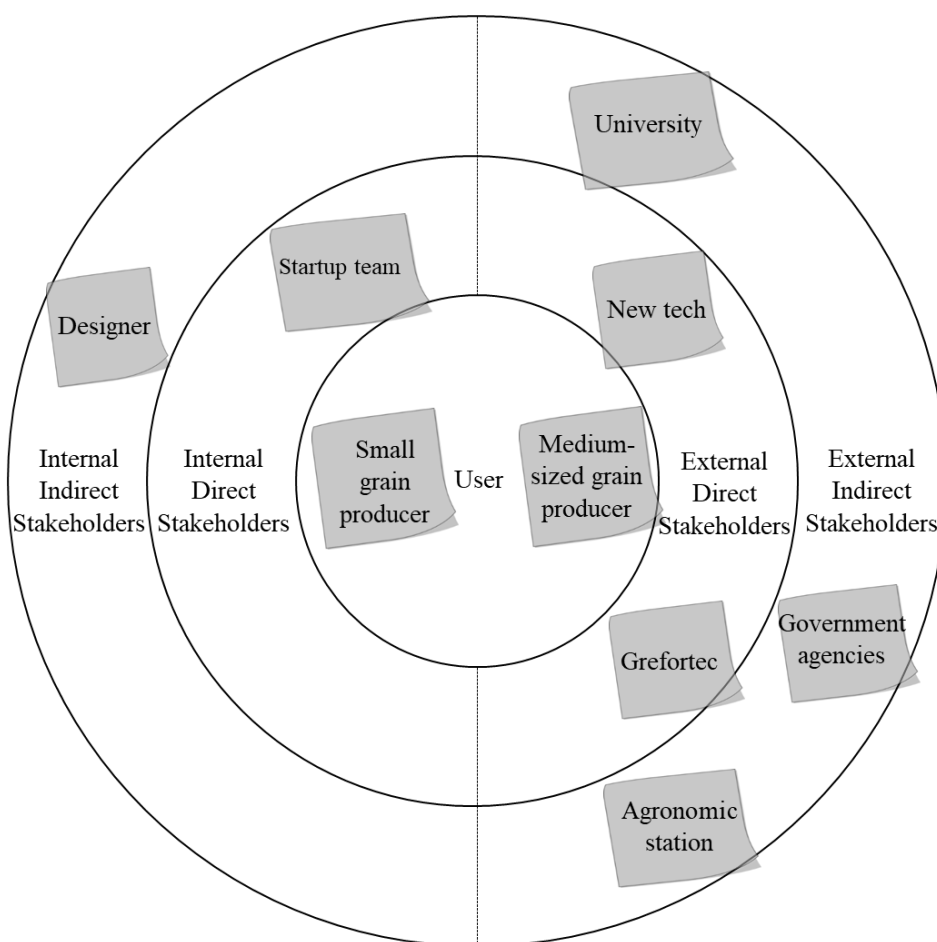 University
Startup team
New tech
Designer
Small
grain
producer
User
Medium-
sized grain
producer
Internal
Indirect
Stakeholders
Internal
Direct
Stakeholders
External
Direct
Stakeholders
External
Indirect
Stakeholders
Grefortec
Government
agencies
Agronomic
station